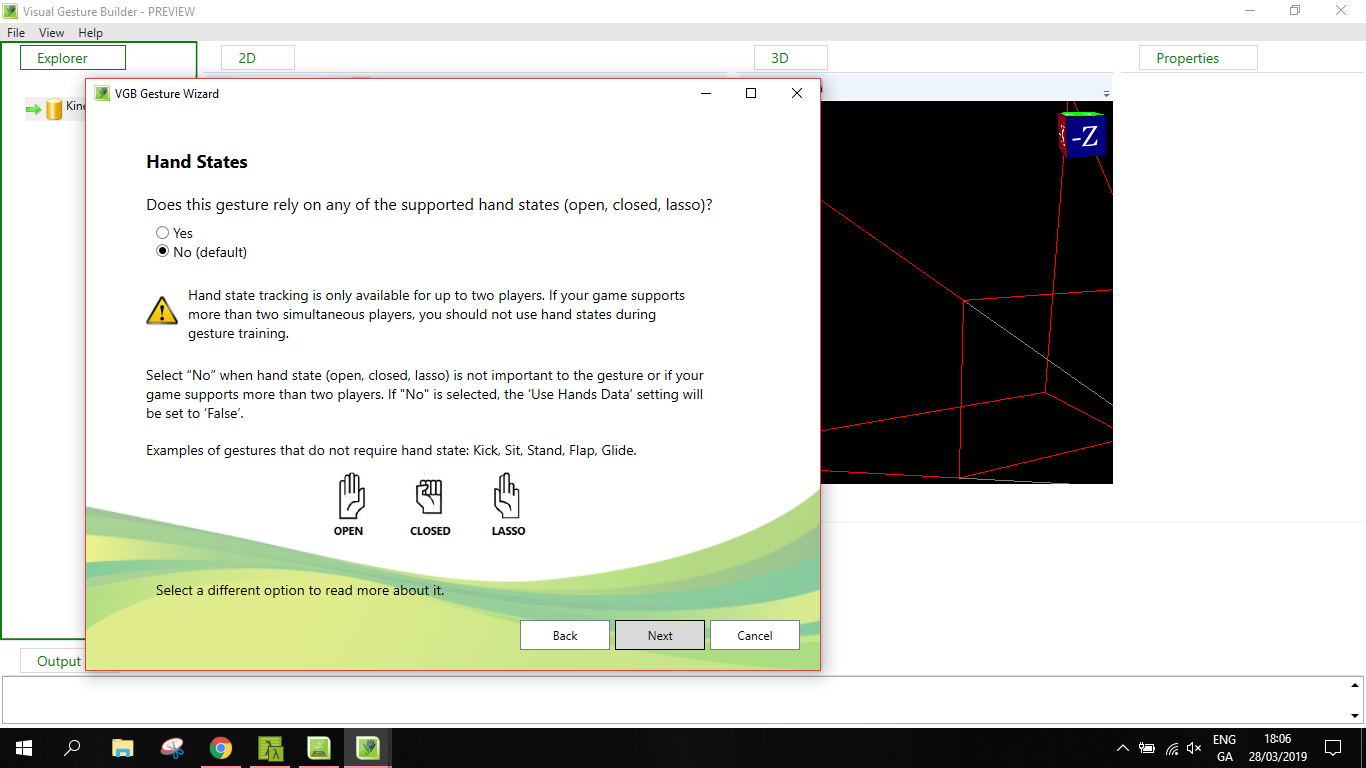 Visual Gesture Builder - PREVIEW
File View Help
Explorer
2D
3D
Properties
VGB Gesture Wizard
-Z
Hand States
Does this gesture rely on any of the supported hand states (open, closed, lasso)?
Yes
No (default)
Hand state tracking is only available for up to two players. If your game supports
more than two simultaneous players, you should not use hand states during
gesture training.
Select “No” when hand state (open, closed, lasso) is not important to the gesture or if your
game supports more than two players. If "No" is selected, the ‘Use Hands Data’ setting will
be set to ‘False’.
Examples of gestures that do not require hand state: Kick, Sit, Stand, Flap, Glide.
OPEN CLOSED LASSO
Select a different option to read more about it.
Back Next Cancel
Output
ENG 18:06
GA 28/03/2019